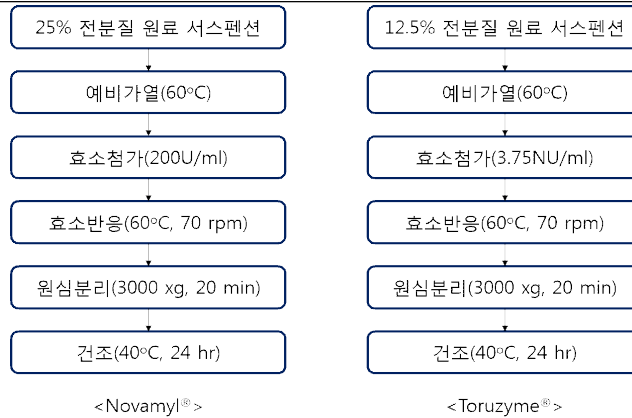 25% 전분질 원료 서스펜션
예비가열(60°C)
효소첨가(200U/ml)
효소반응(60°C, 70 rpm)
원심분리(3000 xg, 20 min)
건조(40°C, 24 hr)
<Novamyl®>
12.5% 전분질 원료 서스펜션
예비가열(60°C)
효소첨가(3.75NU/ml)
효소반응(60°C, 70 rpm)
원심분리(3000 xg, 20 min)
건조(40°C, 24 hr)
<Toruzyme®>